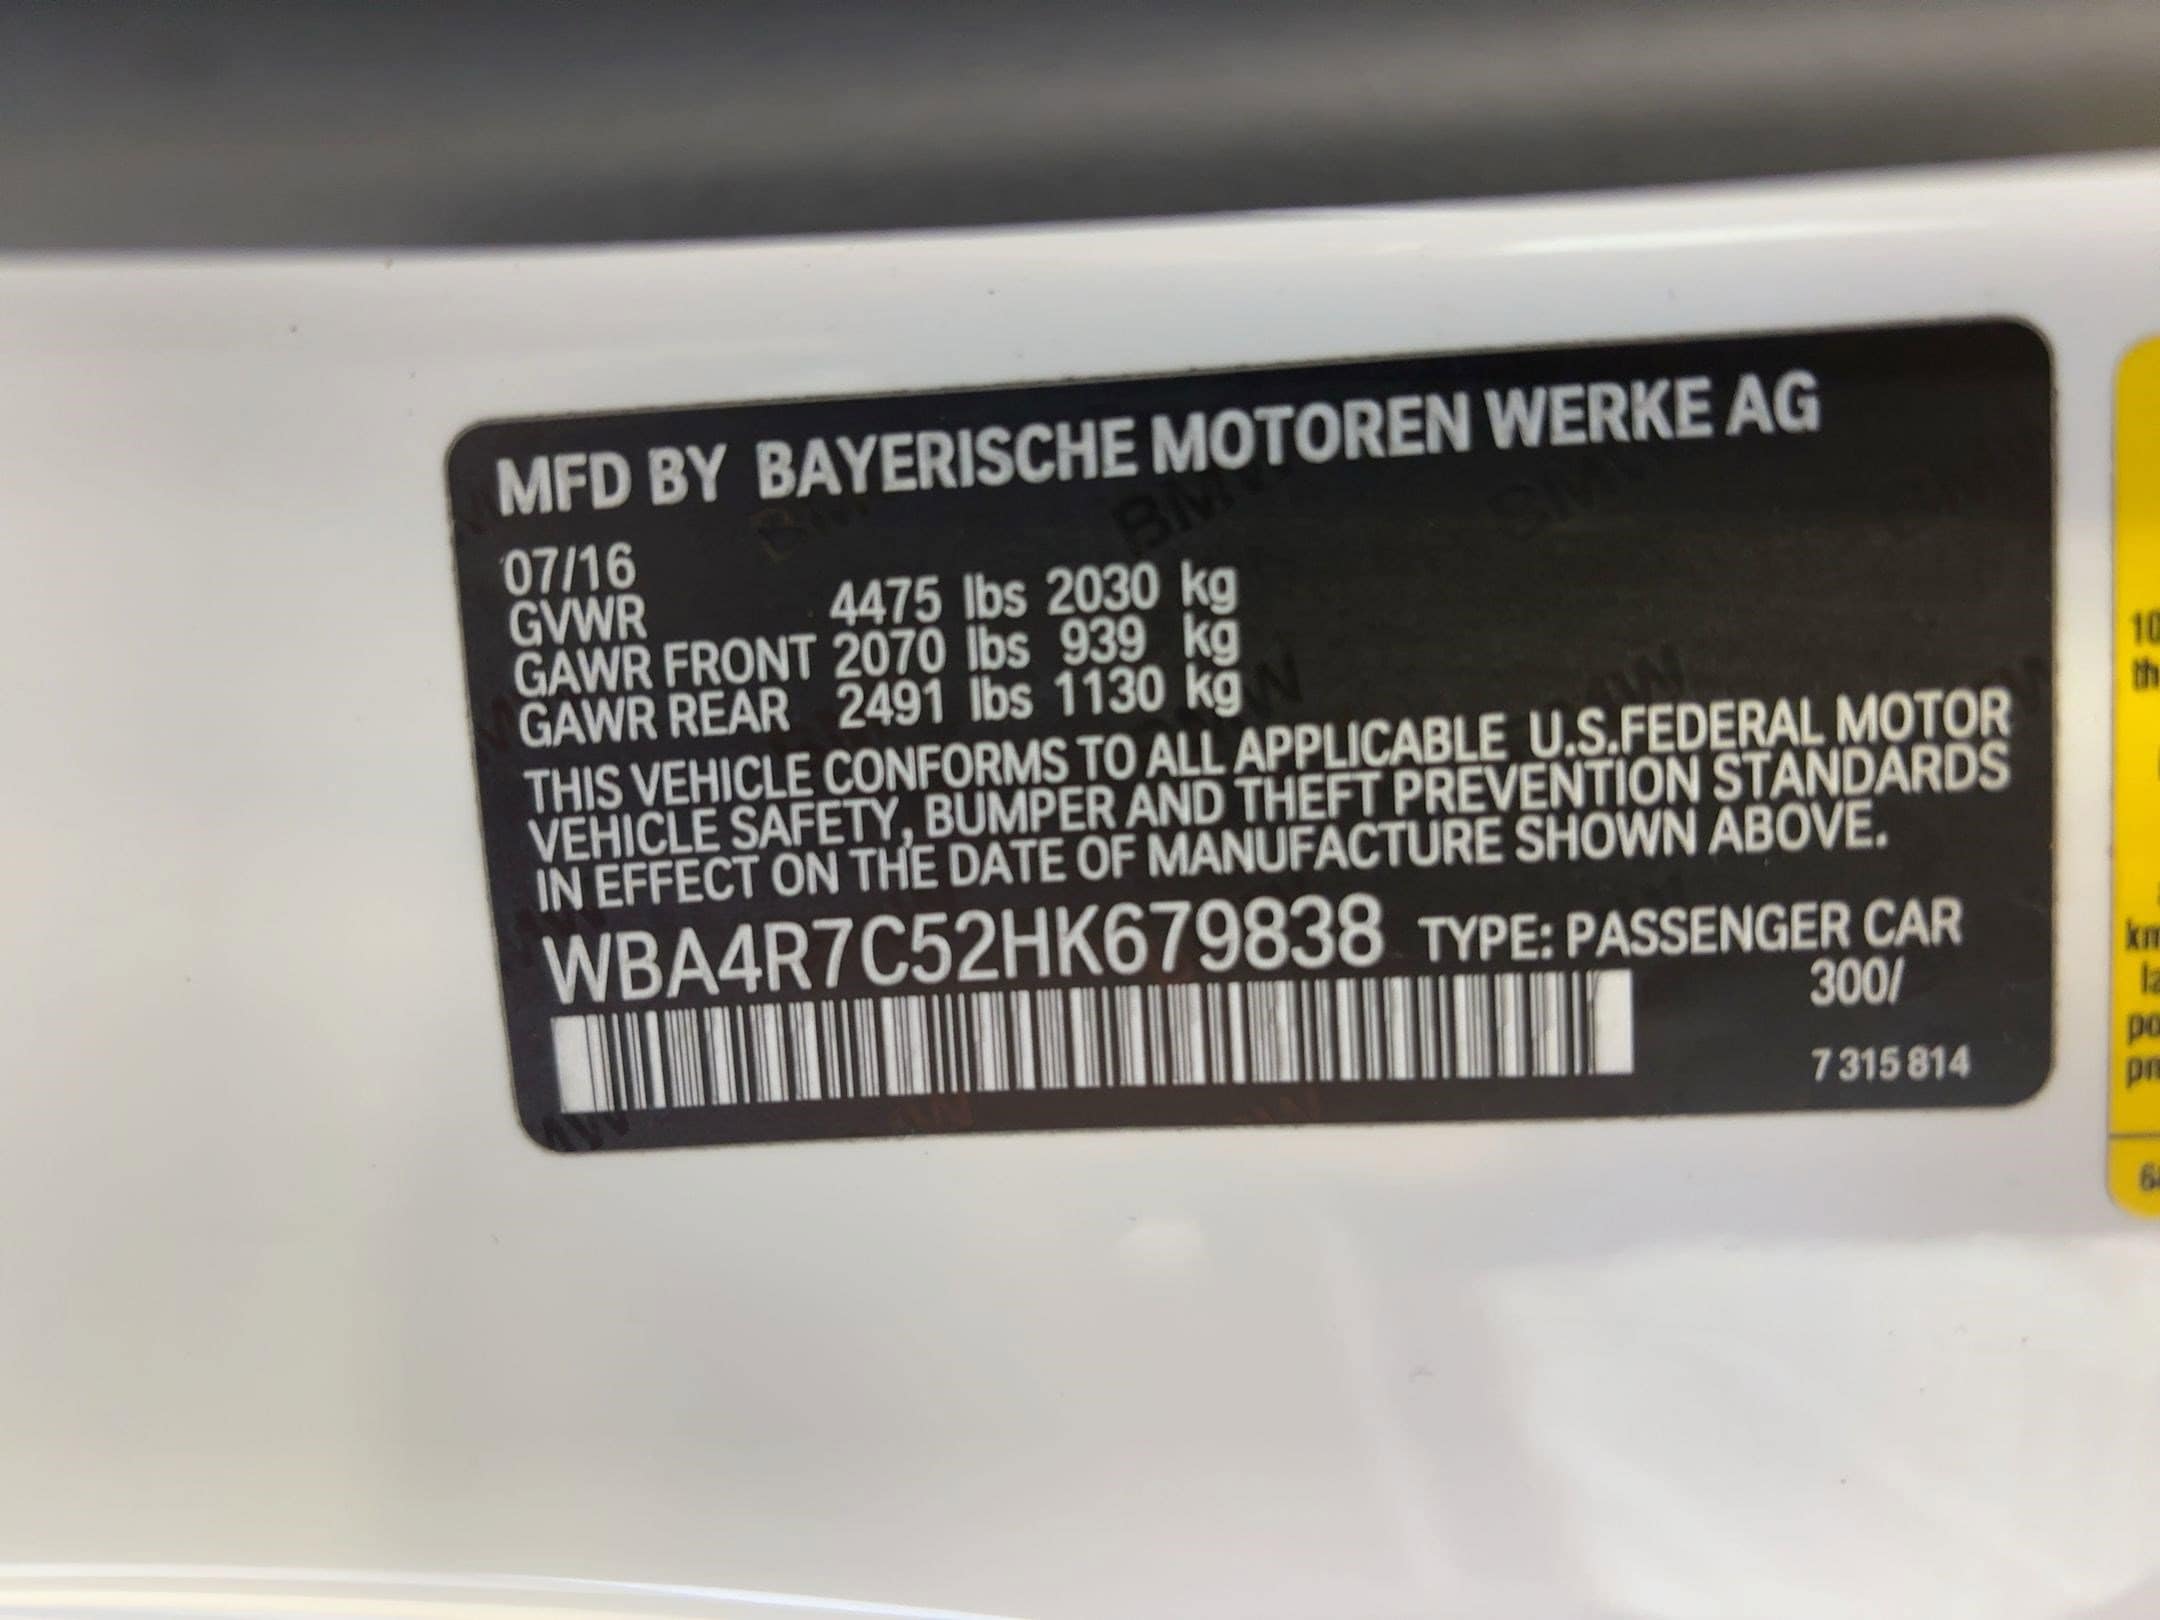 MFD BY BAYERISCHE MOTOREN WERKE AG
07/16
GVWR 4475 lbs 2030 kg
GAWR FRONT 2070 lbs 939 kg
GAWR REAR 2491 lbs 1130 kg
THIS VEHICLE CONFORMS TO ALL APPLICABLE U.S.FEDERAL MOTOR
VEHICLE SAFETY, BUMPER AND THEFT PREVENTION STANDARDS
IN EFFECT ON THE DATE OF MANUFACTURE SHOWN ABOVE.
WBA4R7C52HK679838 TYPE: PASSENGER CAR
300/
7 315 814